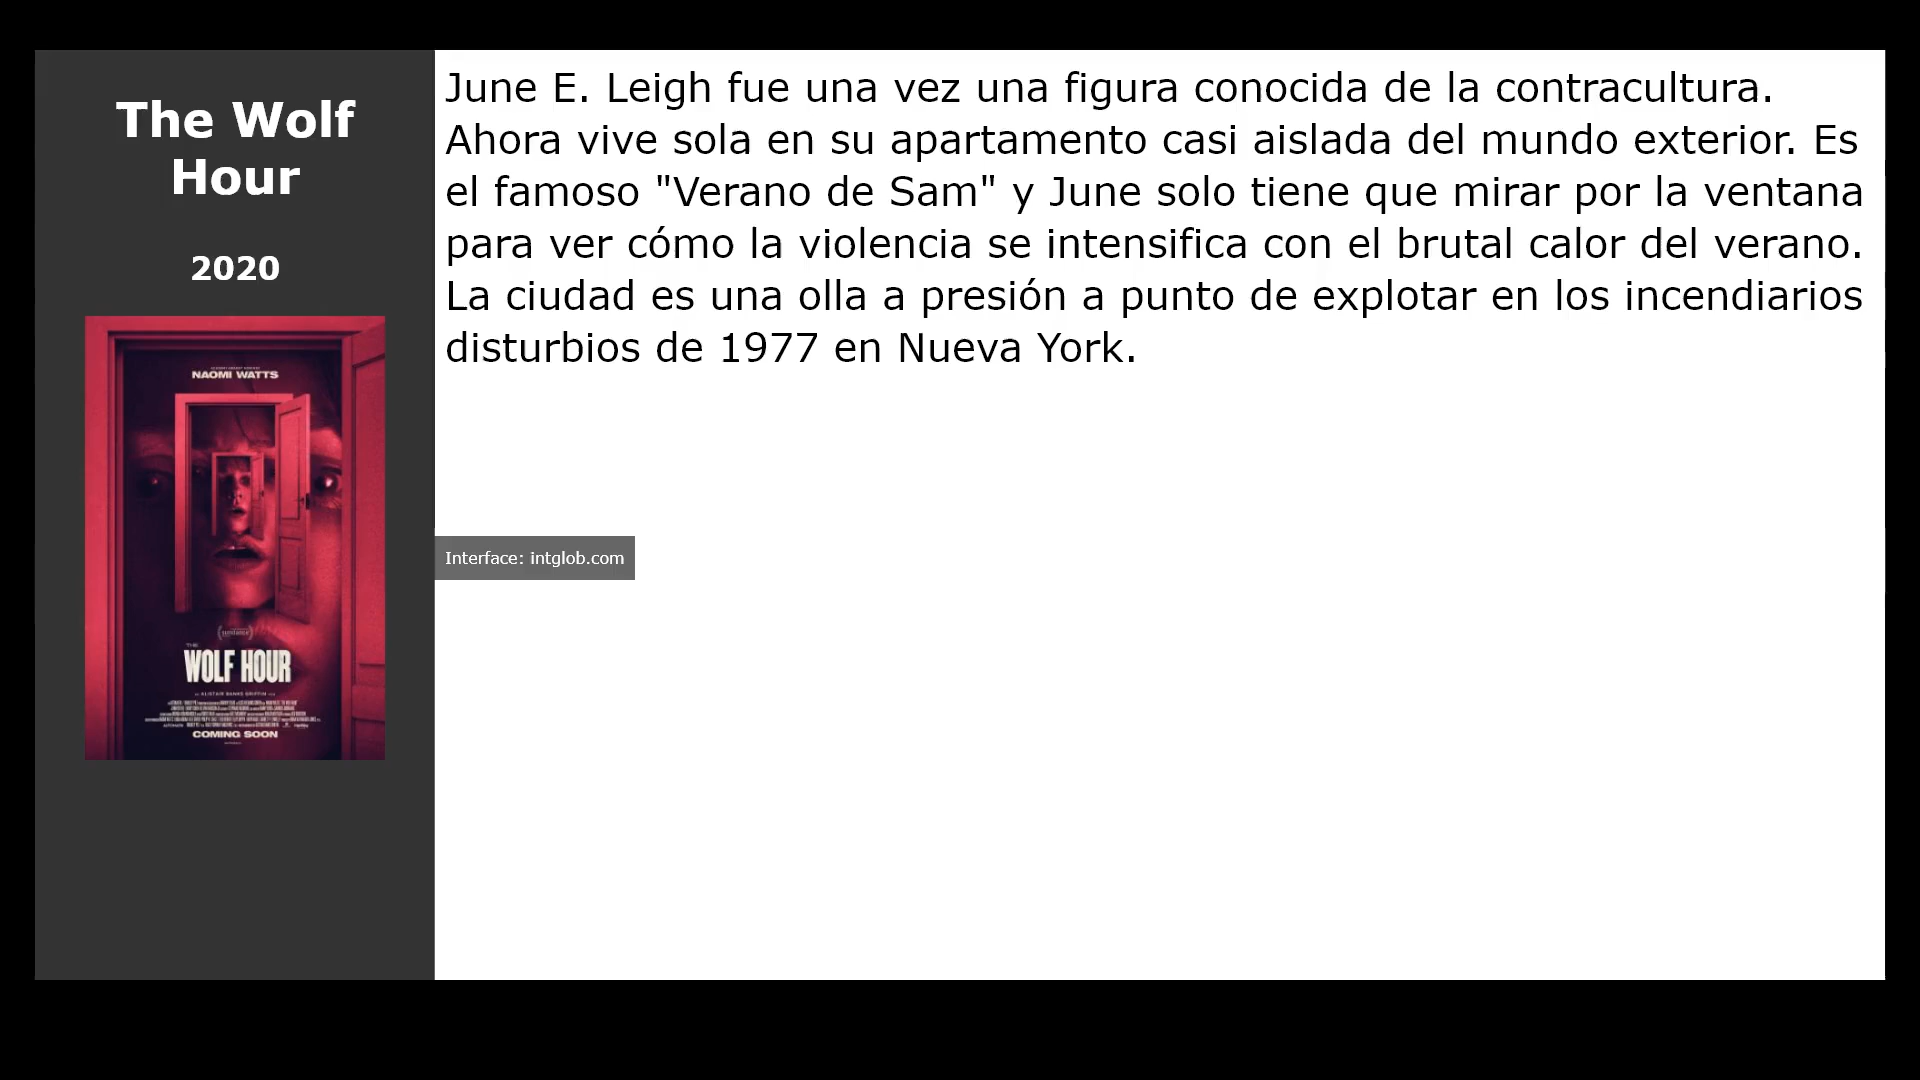 The Wolf
Hour
2020
NAOMI WATTS
sundance
THE
WOLF HOUR
ALISTAIR BANKS GRIFFIN
COMING SOON
June E. Leigh fue una vez una figura conocida de la contracultura.
Ahora vive sola en su apartamento casi aislada del mundo exterior. Es
el famoso "Verano de Sam" y June solo tiene que mirar por la ventana
para ver cómo la violencia se intensifica con el brutal calor del verano.
La ciudad es una olla a presión a punto de explotar en los incendiarios
disturbios de 1977 en Nueva York.
Interface: intglob.com